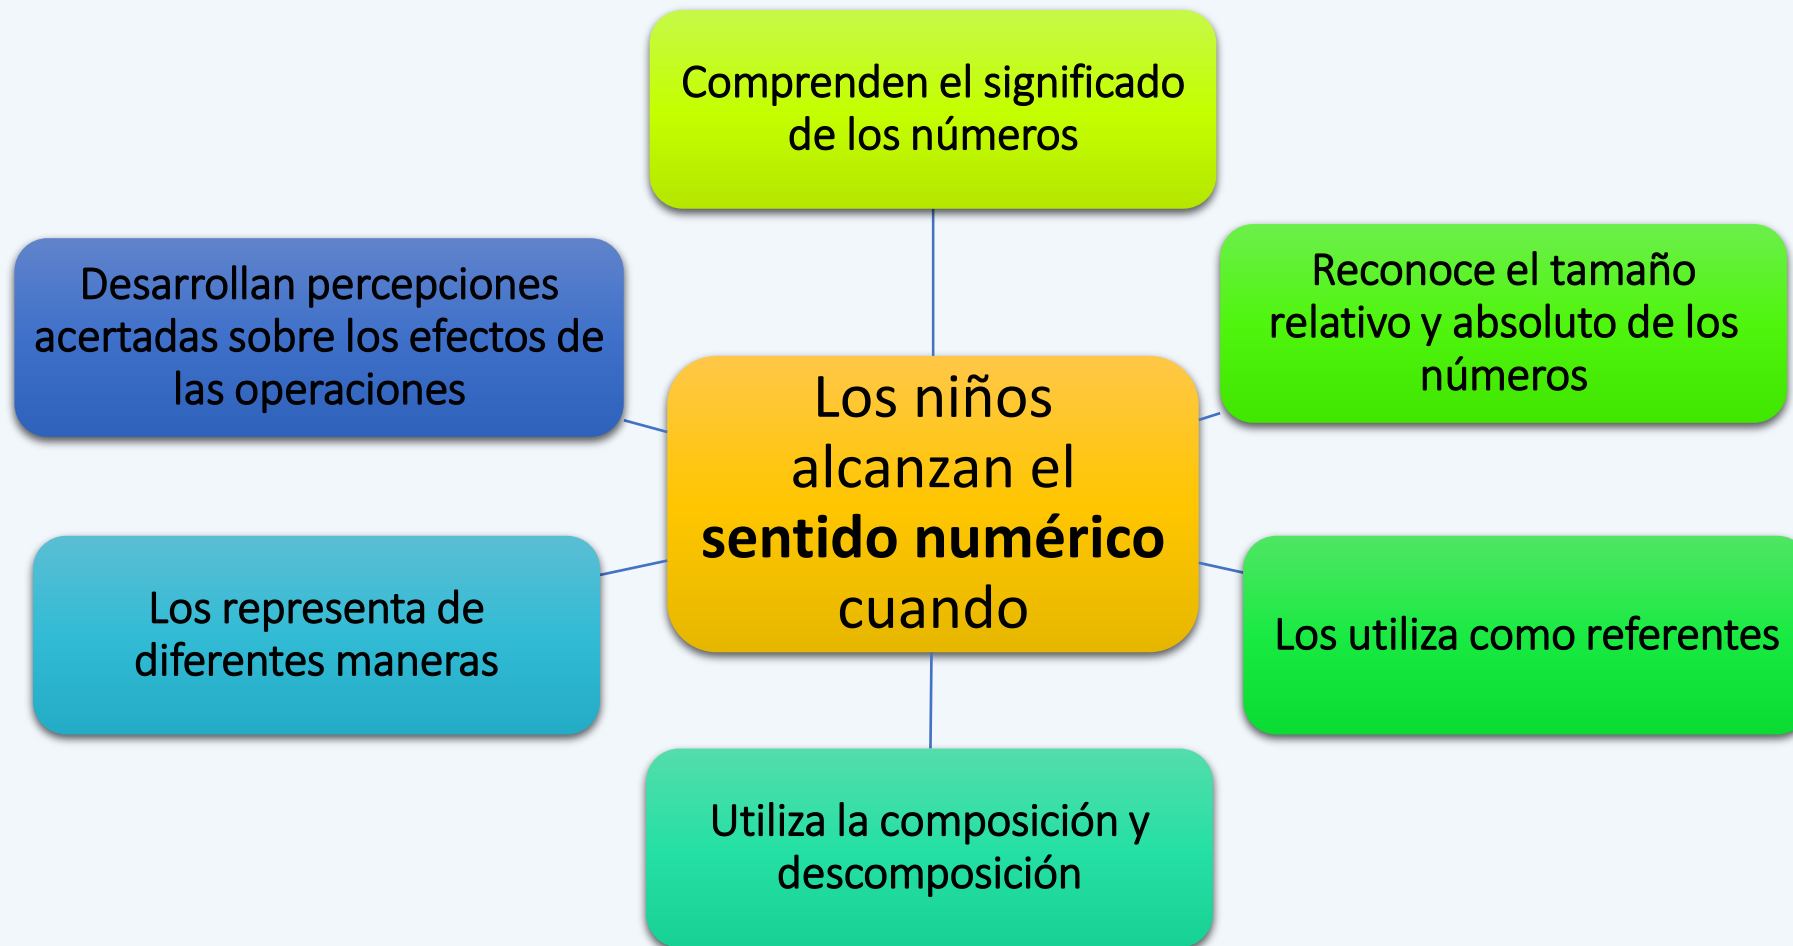 Comprenden el significado
de los números
Reconoce el tamaño
relativo y absoluto de los
números
Los utiliza como referentes
Utiliza la composición y
descomposición
Los representa de
diferentes maneras
Desarrollan percepciones
acertadas sobre los efectos de
las operaciones
Los niños
alcanzan el
sentido numérico
cuando